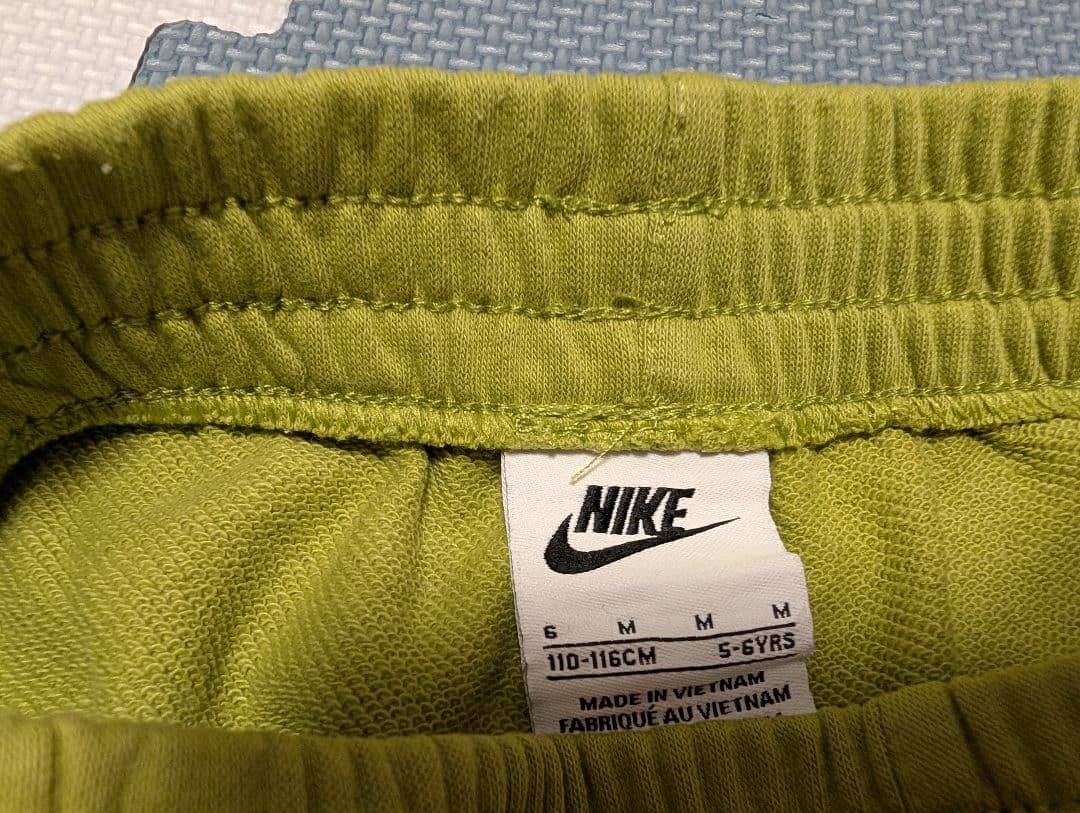 NIKE
6 M M M
110-116CM 5-6YRS
MADE IN VIETNAM
FABRIQUÉ AU VIETNAM